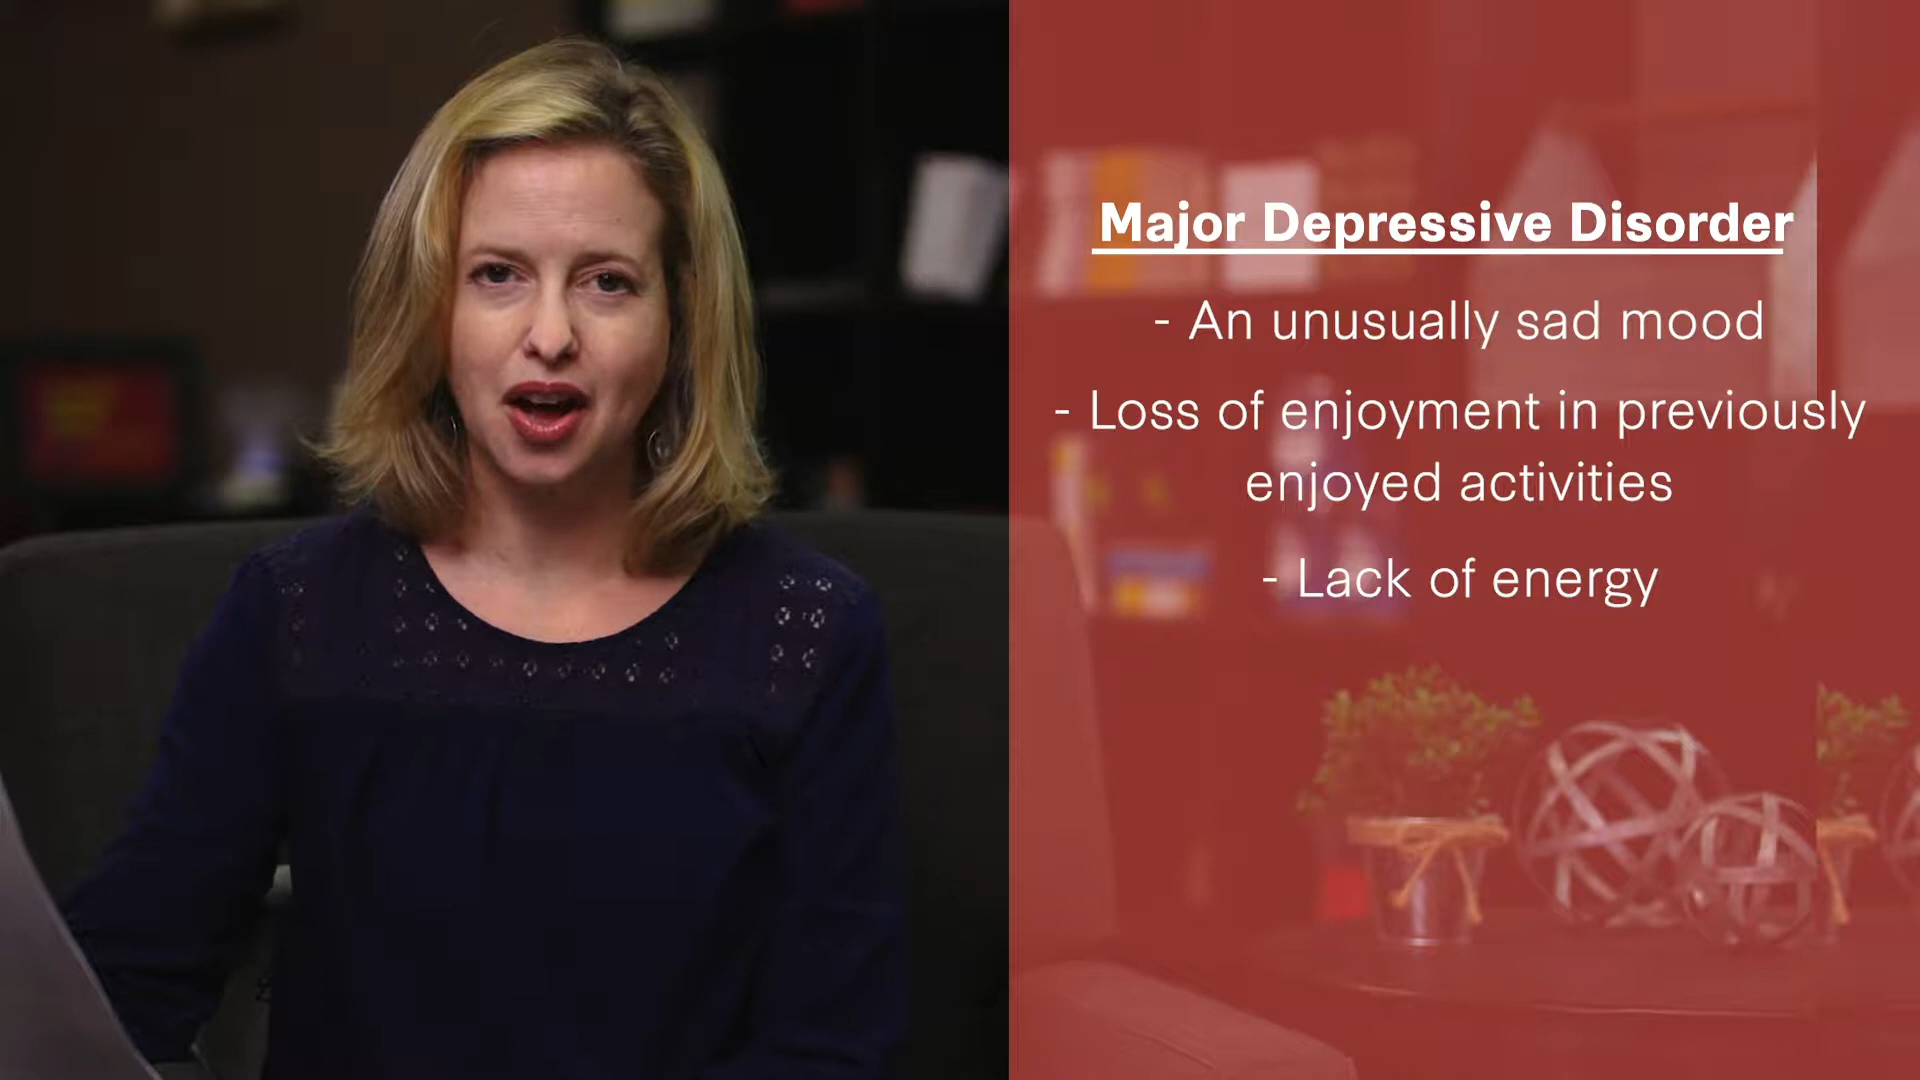 Major Depressive Disorder
- An unusually sad mood
- Loss of enjoyment in previously
enjoyed activities
- Lack of energy